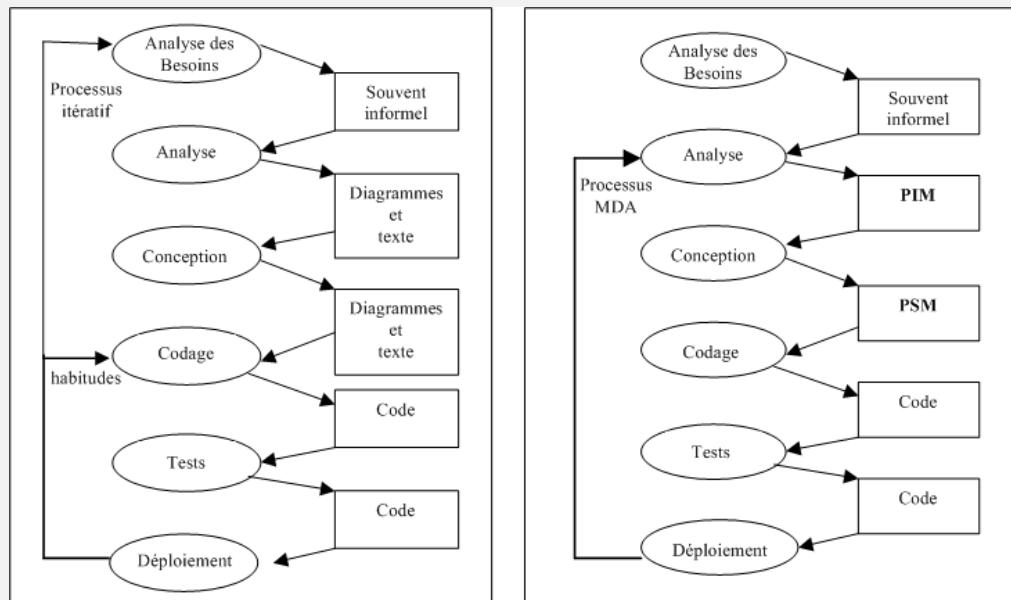 Analyse des
Besoins
Processus
itératif
Souvent
informel
Analyse
Diagrammes
et
texte
Conception
Diagrammes
et
texte
Codage
habitudes
Code
Tests
Code
Déploiement
Analyse des
Besoins
Souvent
informel
Analyse
Processus
MDA
PIM
Conception
PSM
Codage
Code
Tests
Code
Déploiement